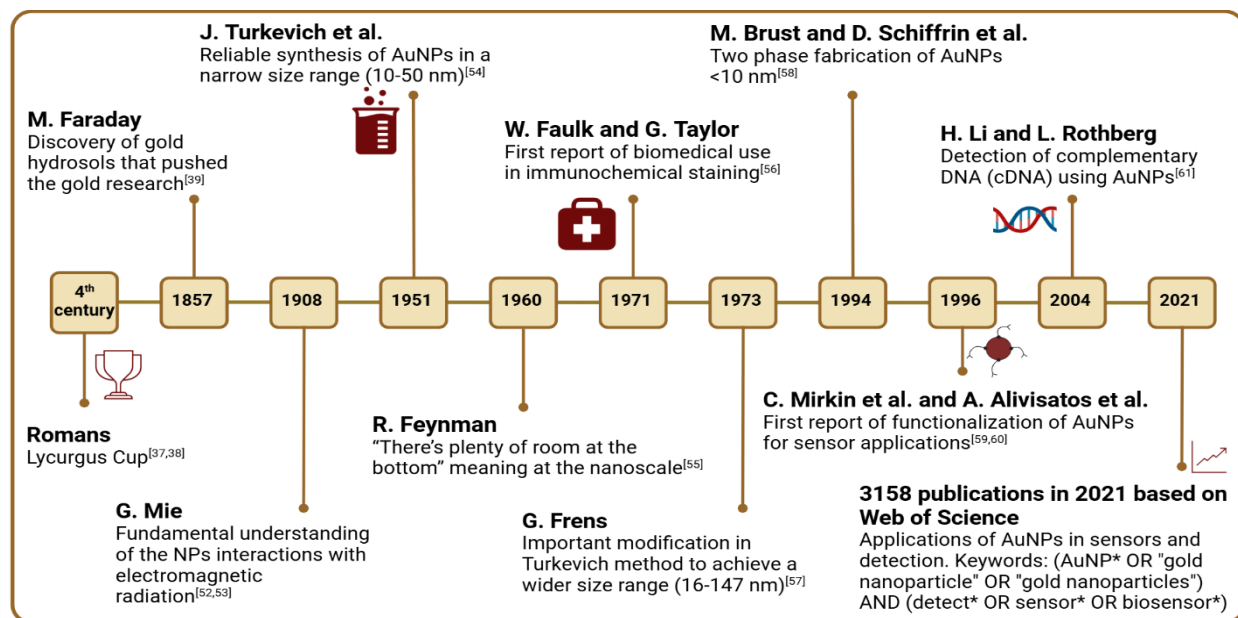 J. Turkevich et al.
Reliable synthesis of AuNPs in a
narrow size range (10-50 nm)[54]
M. Brust and D. Schiffrin et al.
Two phase fabrication of AuNPs
<10 nm[58]
M. Faraday
Discovery of gold
hydrosols that pushed
the gold research[39]
W. Faulk and G. Taylor
First report of biomedical use
in immunochemical staining[56]
H. Li and L. Rothberg
Detection of complementary
DNA (cDNA) using AuNPs[61]
4th
century
1857
1908
1951
1960
1971
1973
1994
1996
2004
2021
Romans
Lycurgus Cup[37,38]
G. Mie
Fundamental understanding
of the NPs interactions with
electromagnetic
radiation[52,53]
R. Feynman
“There’s plenty of room at the
bottom” meaning at the nanoscale[55]
G. Frens
Important modification in
Turkevich method to achieve a
wider size range (16-147 nm)[57]
C. Mirkin et al. and A. Alivisatos et al.
First report of functionalization of AuNPs
for sensor applications[59,60]
3158 publications in 2021 based on
Web of Science
Applications of AuNPs in sensors and
detection. Keywords: (AuNP* OR "gold
nanoparticle" OR "gold nanoparticles")
AND (detect* OR sensor* OR biosensor*)